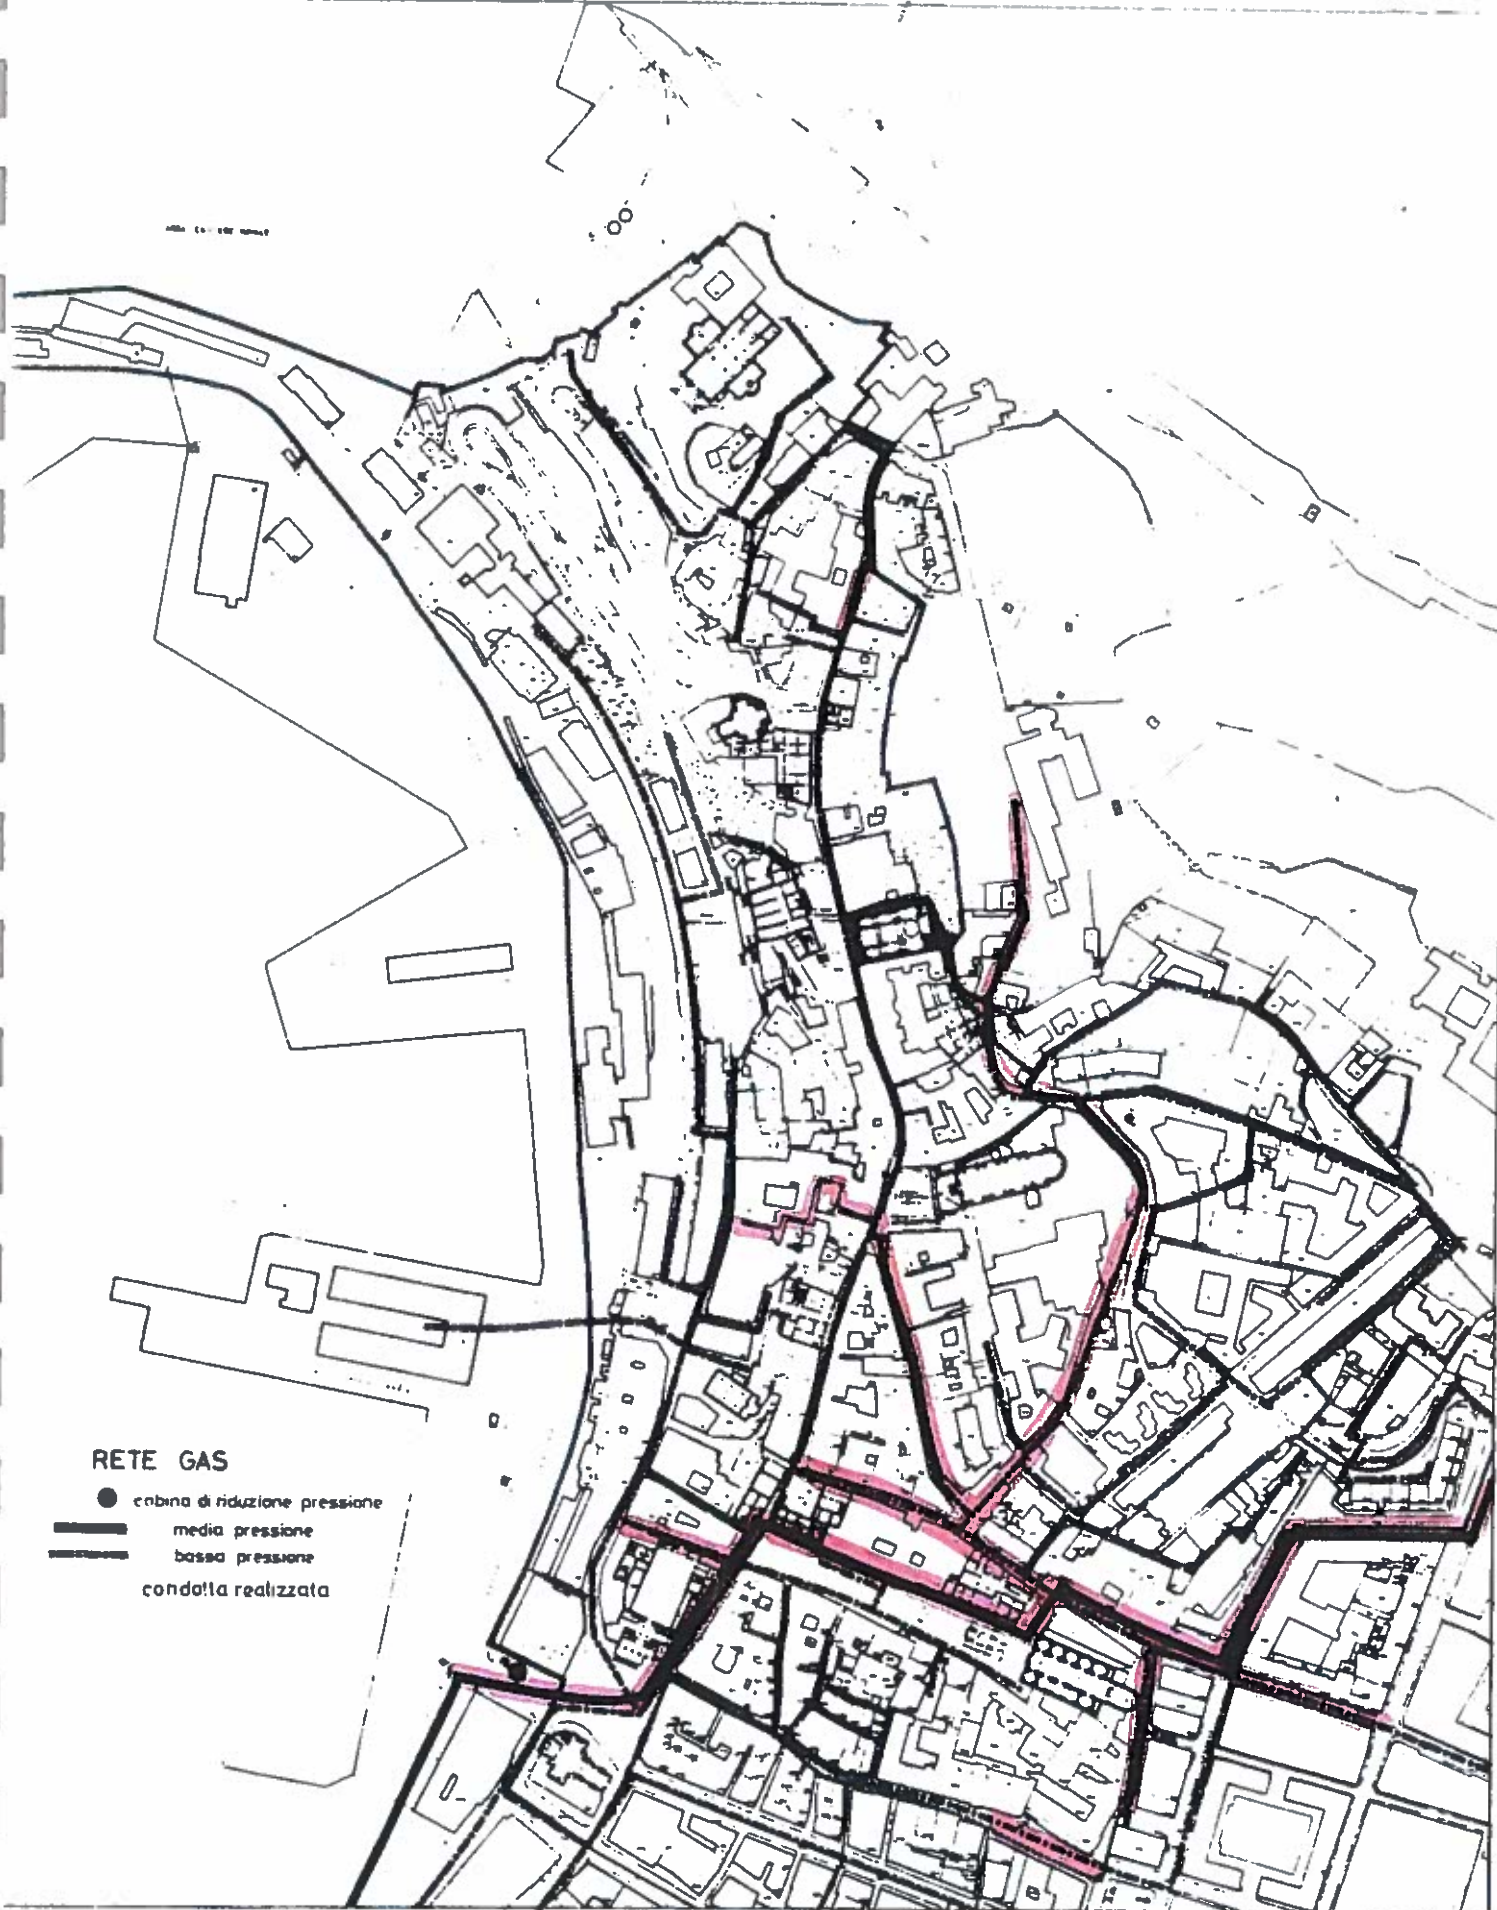 RETE GAS
cabina di riduzione pressione
media pressione
bassa pressione
condotta realizzata